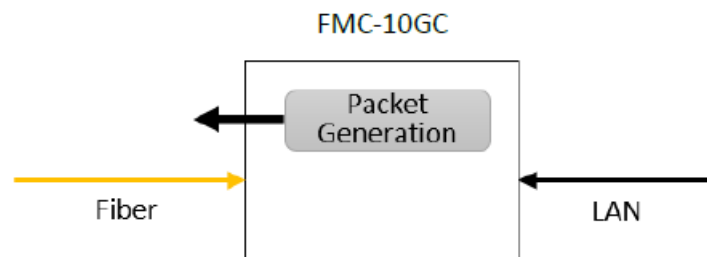 FMC-10GC
Packet
Generation
Fiber
LAN